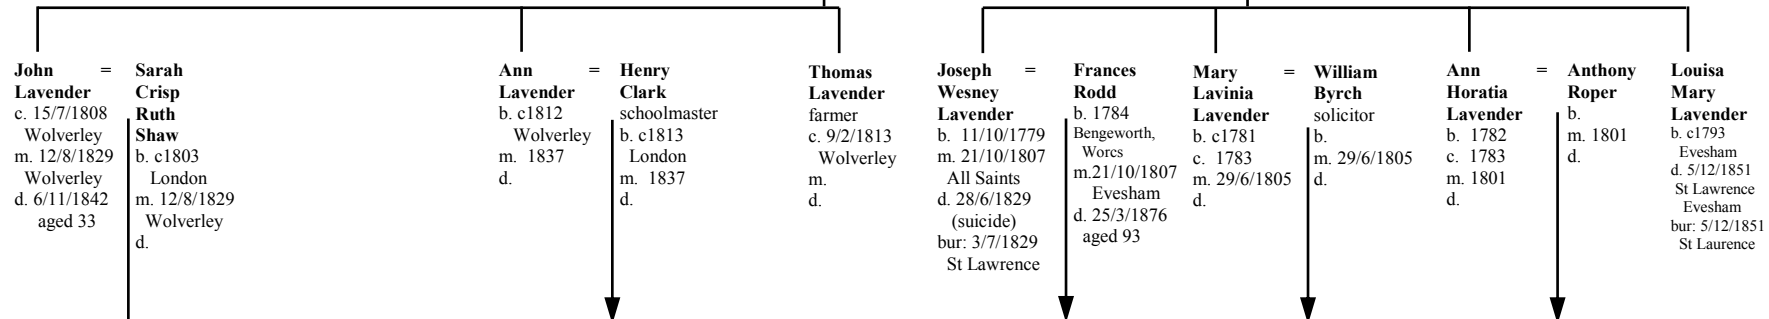 John =
Lavender
c. 15/7/1808
Wolverley
m. 12/8/1829
Wolverley
d. 6/11/1842
aged 33
Sarah
Crisp
Ruth
Shaw
b. c1803
London
m. 12/8/1829
Wolverley
d.
Ann =
Lavender
b. c1812
Wolverley
m. 1837
d.
Henry
Clark
schoolmaster
b. c1813
London
m. 1837
d.
Thomas
Lavender
farmer
c. 9/2/1813
Wolverley
m.
d.
Joseph =
Wesney
Lavender
b. 11/10/1779
m. 21/10/1807
All Saints
d. 28/6/1829
(suicide)
bur: 3/7/1829
St Lawrence
Frances
Rodd
b. 1784
Bengeworth,
Worcs
m.21/10/1807
Evesham
d. 25/3/1876
aged 93
Mary =
Lavinia
Lavender
b. c1781
c. 1783
m. 29/6/1805
d.
William
Byrch
solicitor
b.
m. 29/6/1805
d.
Ann =
Horatia
Lavender
b. 1782
c. 1783
m. 1801
d.
Anthony
Roper
b.
m. 1801
d.
Louisa
Mary
Lavender
b. c1793
Evesham
d. 5/12/1851
St Lawrence
Evesham
bur: 5/12/1851
St Laurence